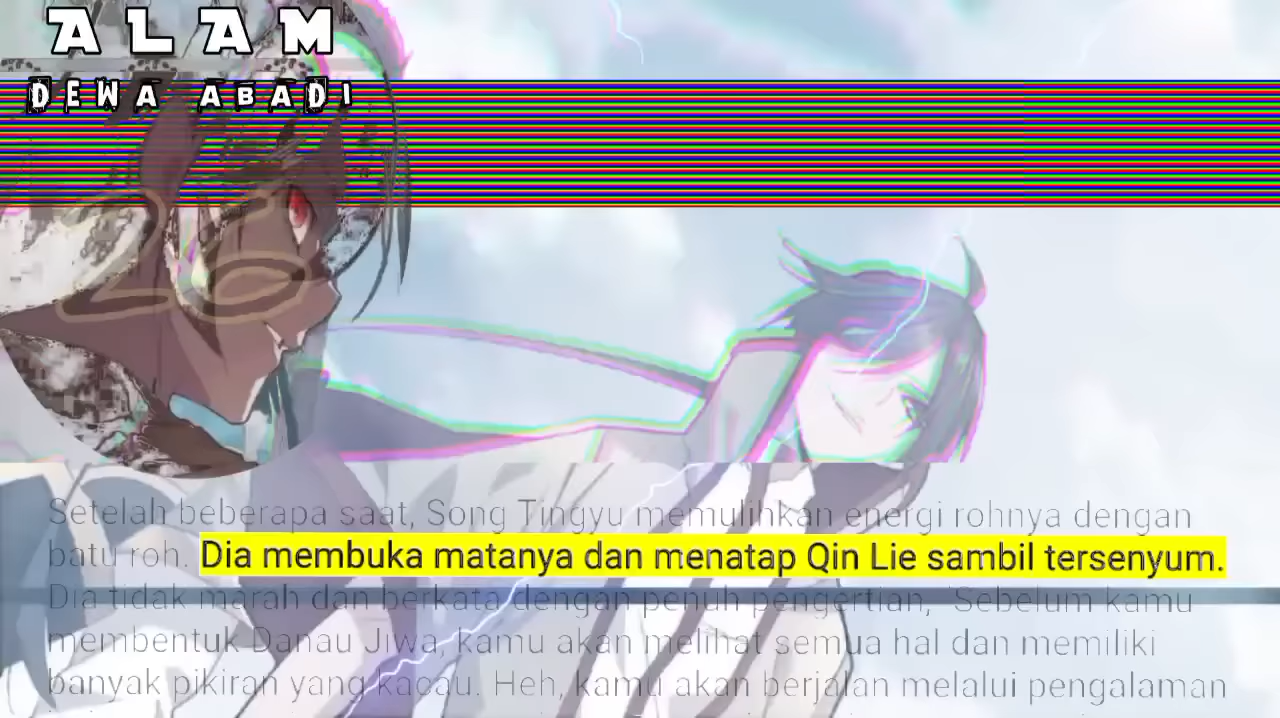 ALAM
DEWA ABADI
26
Setelah beberapa saat, Song Tingyu memulihkan energi rohnya dengan
batu roh. Dia membuka matanya dan menatap Qin Lie sambil tersenyum.
Dia tidak marah dan berkata dengan penuh pengertian, "Sebelum kamu
membentuk Danau Jiwa, kamu akan melihat semua hal dan memiliki
banyak pikiran yang kacau. Heh, kamu akan berjalan melalui pengalaman